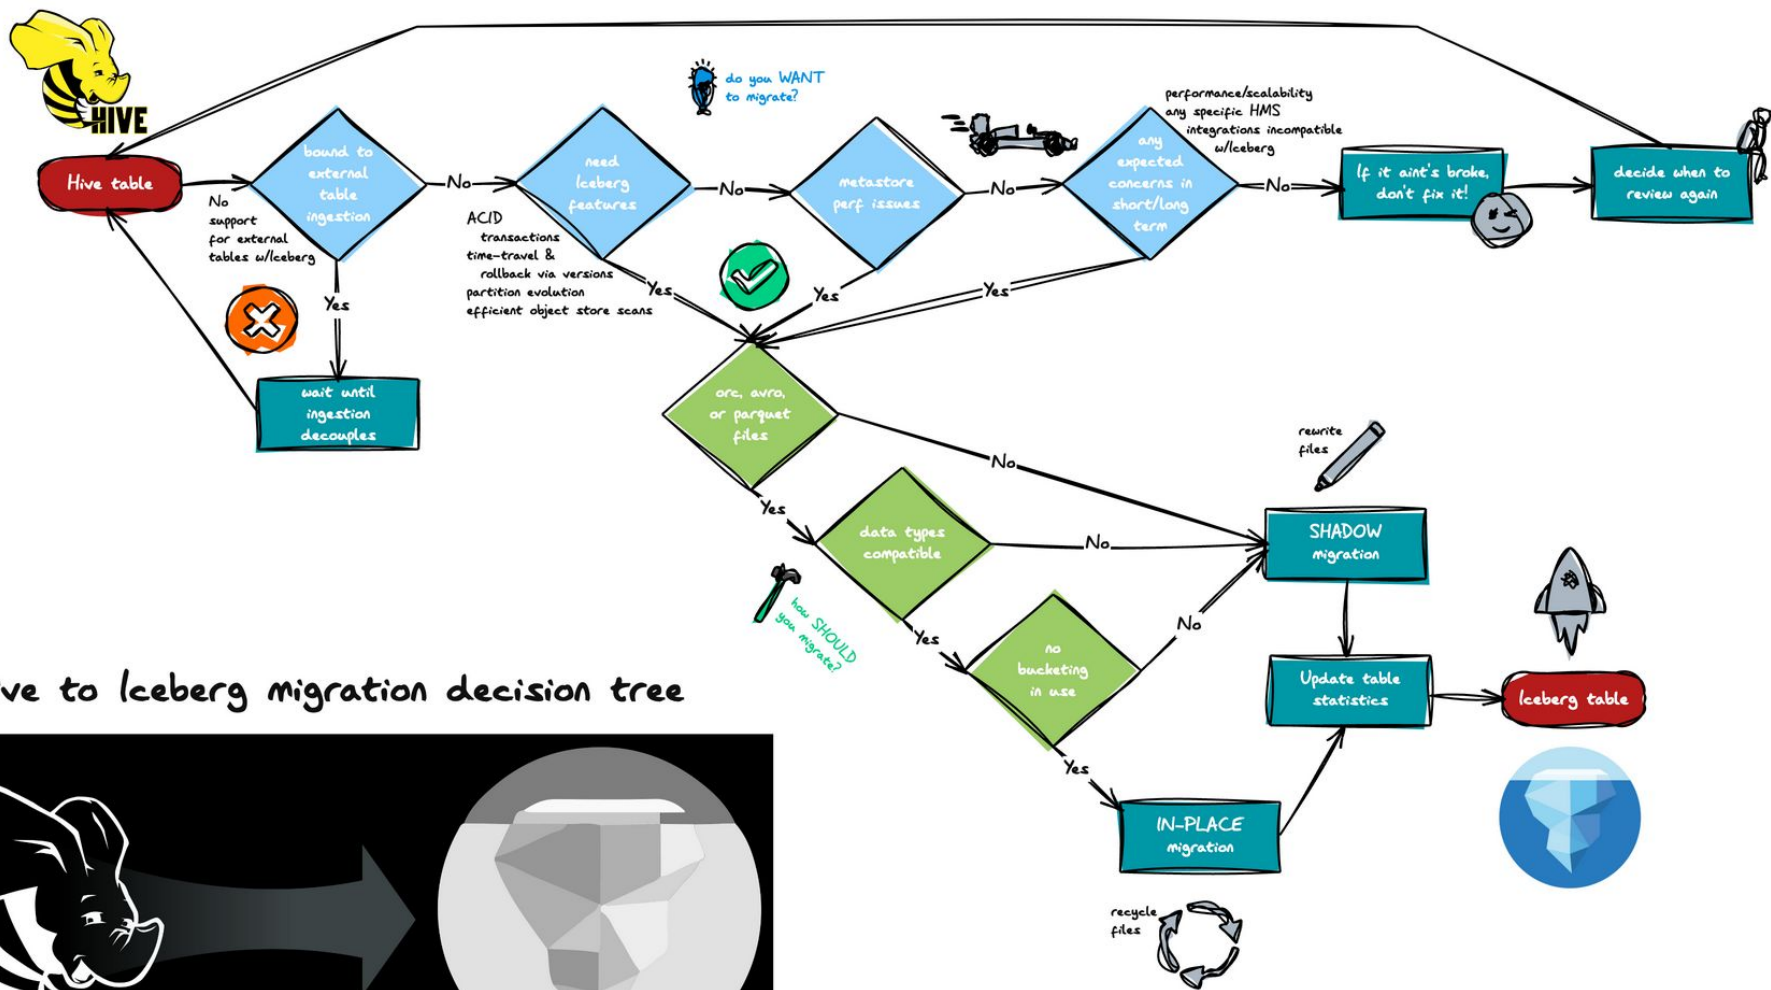 HIVE
Hive table
bound to
external
table
ingestion
No
support
for external
tables w/Iceberg
No
Yes
wait until
ingestion
decouples
need
Iceberg
features
ACID
transactions
time-travel &
rollback via versions
partition evolution
efficient object store scans
No
Yes
do you WANT
to migrate?
metastore
perf issues
No
Yes
performance/scalability
any specific HMS
integrations incompatible
w/Iceberg
any
expected
concerns in
short/long
term
No
Yes
If it aint's broke,
don't fix it!
decide when to
review again
orc, avro,
or parquet
files
No
Yes
data types
compatible
No
Yes
how SHOULD
you migrate?
no
bucketing
in use
No
Yes
rewrite
files
SHADOW
migration
Update table
statistics
Iceberg table
IN-PLACE
migration
recycle
files
ve to Iceberg migration decision tree